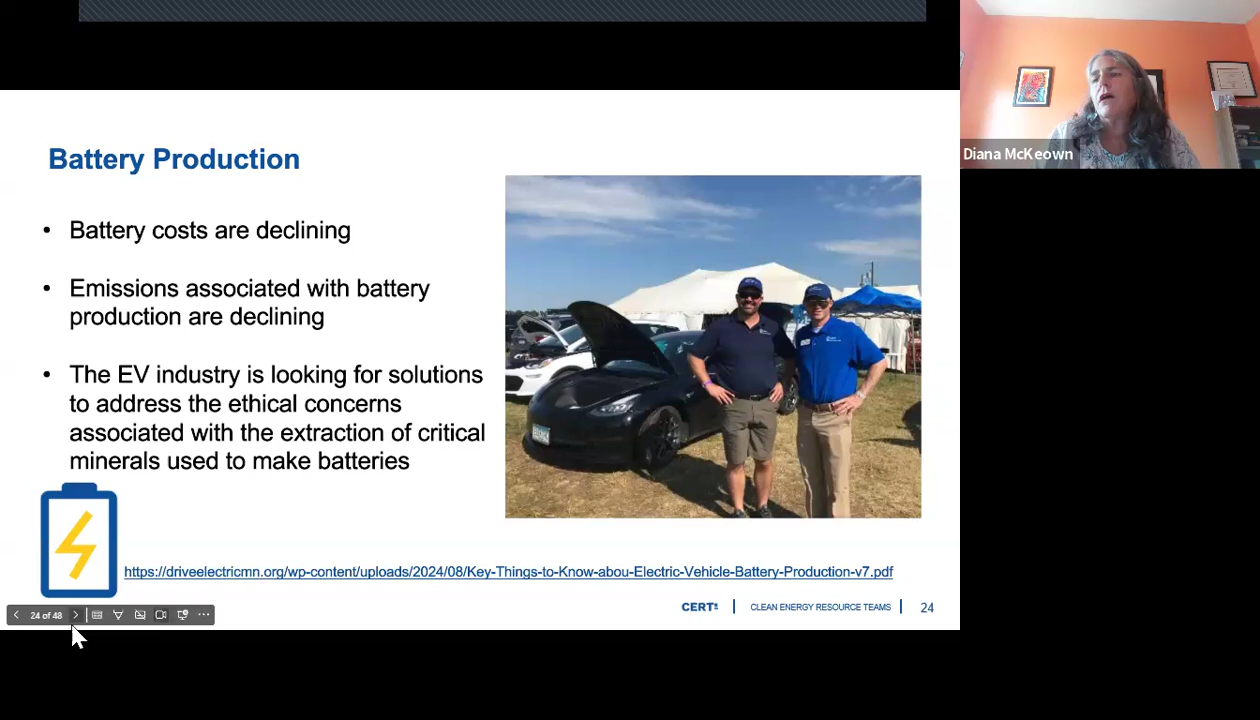 Battery Production
• Battery costs are declining
• Emissions associated with battery
production are declining
• The EV industry is looking for solutions
to address the ethical concerns
associated with the extraction of critical
minerals used to make batteries
https://driveelectricmn.org/wp-content/uploads/2024/08/Key-Things-to-Know-abou-Electric-Vehicle-Battery-Production-v7.pdf
24 of 48
CERTs | CLEAN ENERGY RESOURCE TEAMS | 24
Diana McKeown